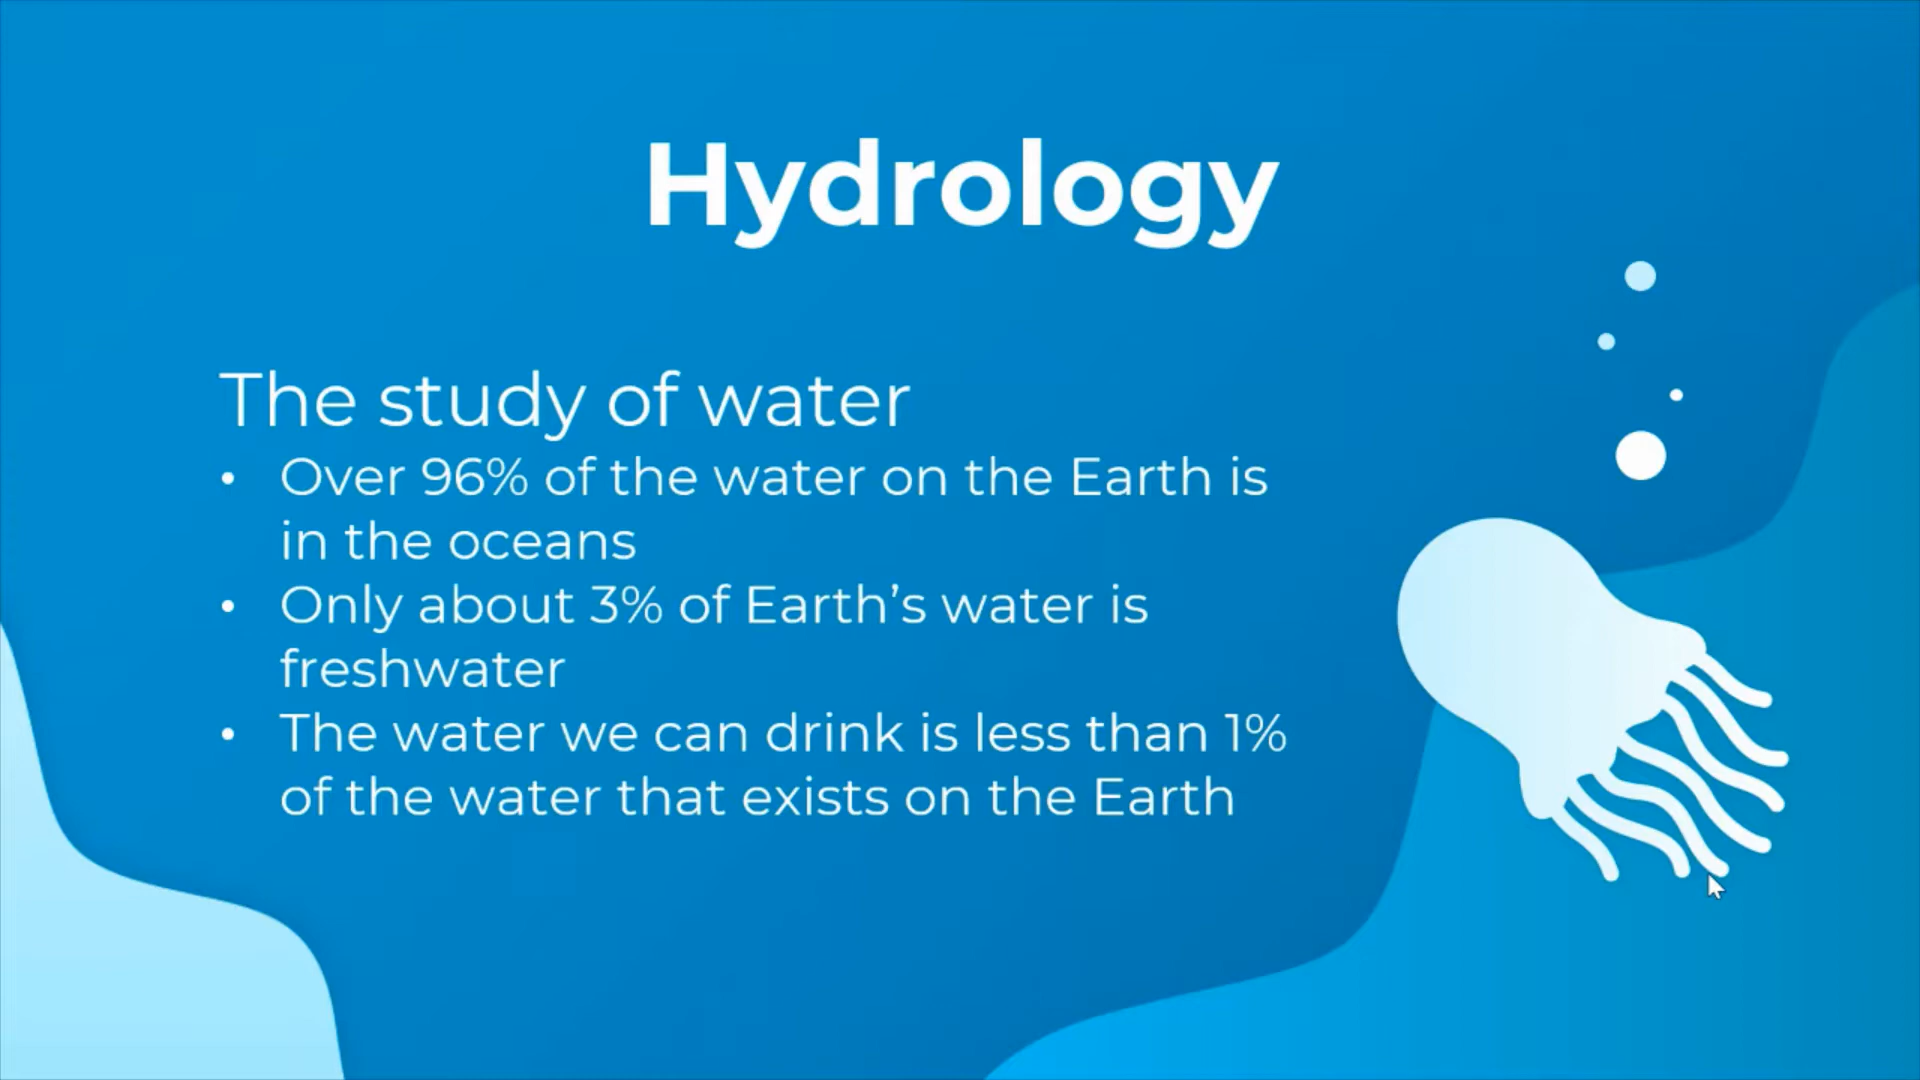 Hydrology
The study of water
• Over 96% of the water on the Earth is
in the oceans
• Only about 3% of Earth’s water is
freshwater
• The water we can drink is less than 1%
of the water that exists on the Earth